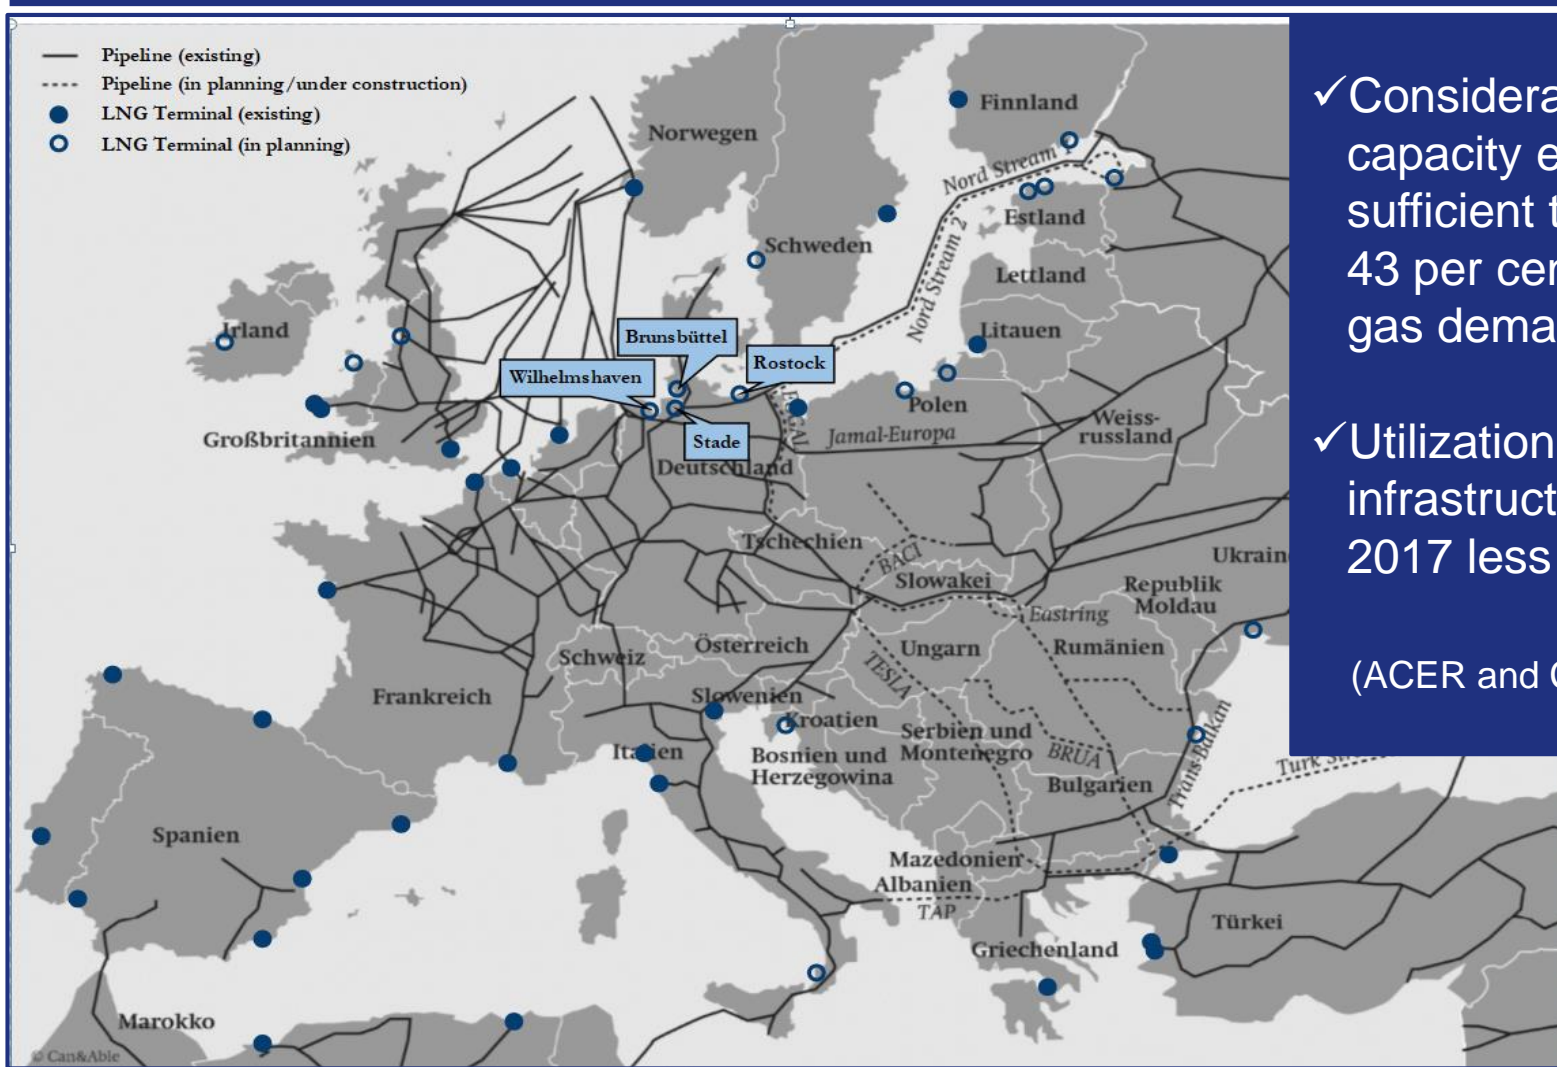 Pipeline (existing)
Pipeline (in planning/under construction)
LNG Terminal (existing)
LNG Terminal (in planning)
Finnland
Norwegen
Nord Stream 1
Estland
Schweden
Nord Stream 2
Lettland
Irland
Litauen
Brunsbüttel
Rostock
Wilhelmshaven
Polen
Weiss-
russland
Großbritannien
Stade
Jamal-Europa
Deutschland
Tschechien
BACI
Slowakei
Republik
Moldau
Eastring
Österreich
Ungarn
Rumänien
Schweiz
TESLA
Frankreich
Slowenien
Kroatien
Serbien und
Montenegro
Italien
Bosnien und
Herzegowina
BRUA
Trans-Balkan
Bulgarien
Spanien
Mazedonien
Albanien
TAP
Türkei
Griechenland
Marokko
© Can&Able
✓Considera
capacity e
sufficient t
43 per cer
gas dema
✓Utilization
infrastruct
2017 less
(ACER and